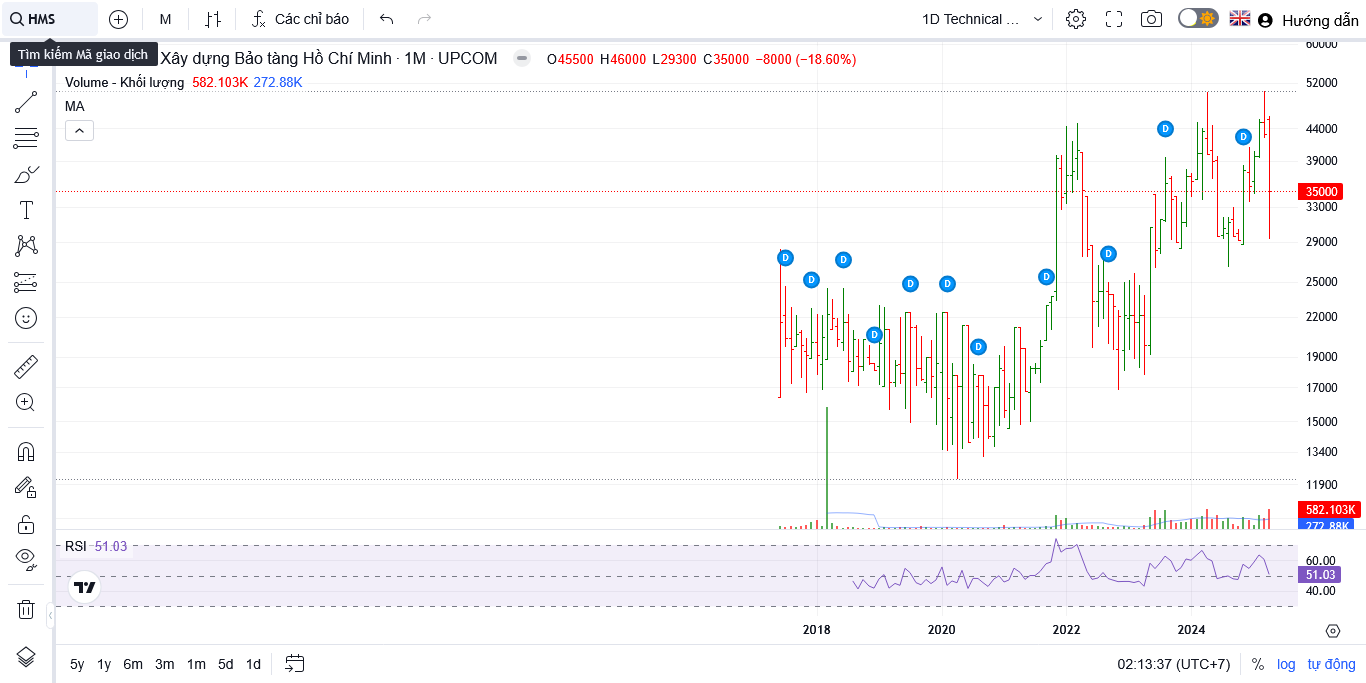 HMS
M
Các chỉ báo
1D Technical ...
Hướng dẫn
Tìm kiếm Mã giao dịch
Xây dựng Bảo tàng Hồ Chí Minh · 1M · UPCOM
O45500 H46000 L29300 C35000 −8000 (−18.60%)
Volume - Khối lượng 582.103K 272.88K
MA
60000
52000
44000
39000
35000
33000
29000
25000
22000
19000
17000
15000
13400
11900
582.103K
272.88K
D
D
D
D
D
D
D
D
D
D
D
RSI 51.03
60.00
51.03
40.00
2018
2020
2022
2024
5y 1y 6m 3m 1m 5d 1d
02:13:37 (UTC+7)
% log tự động